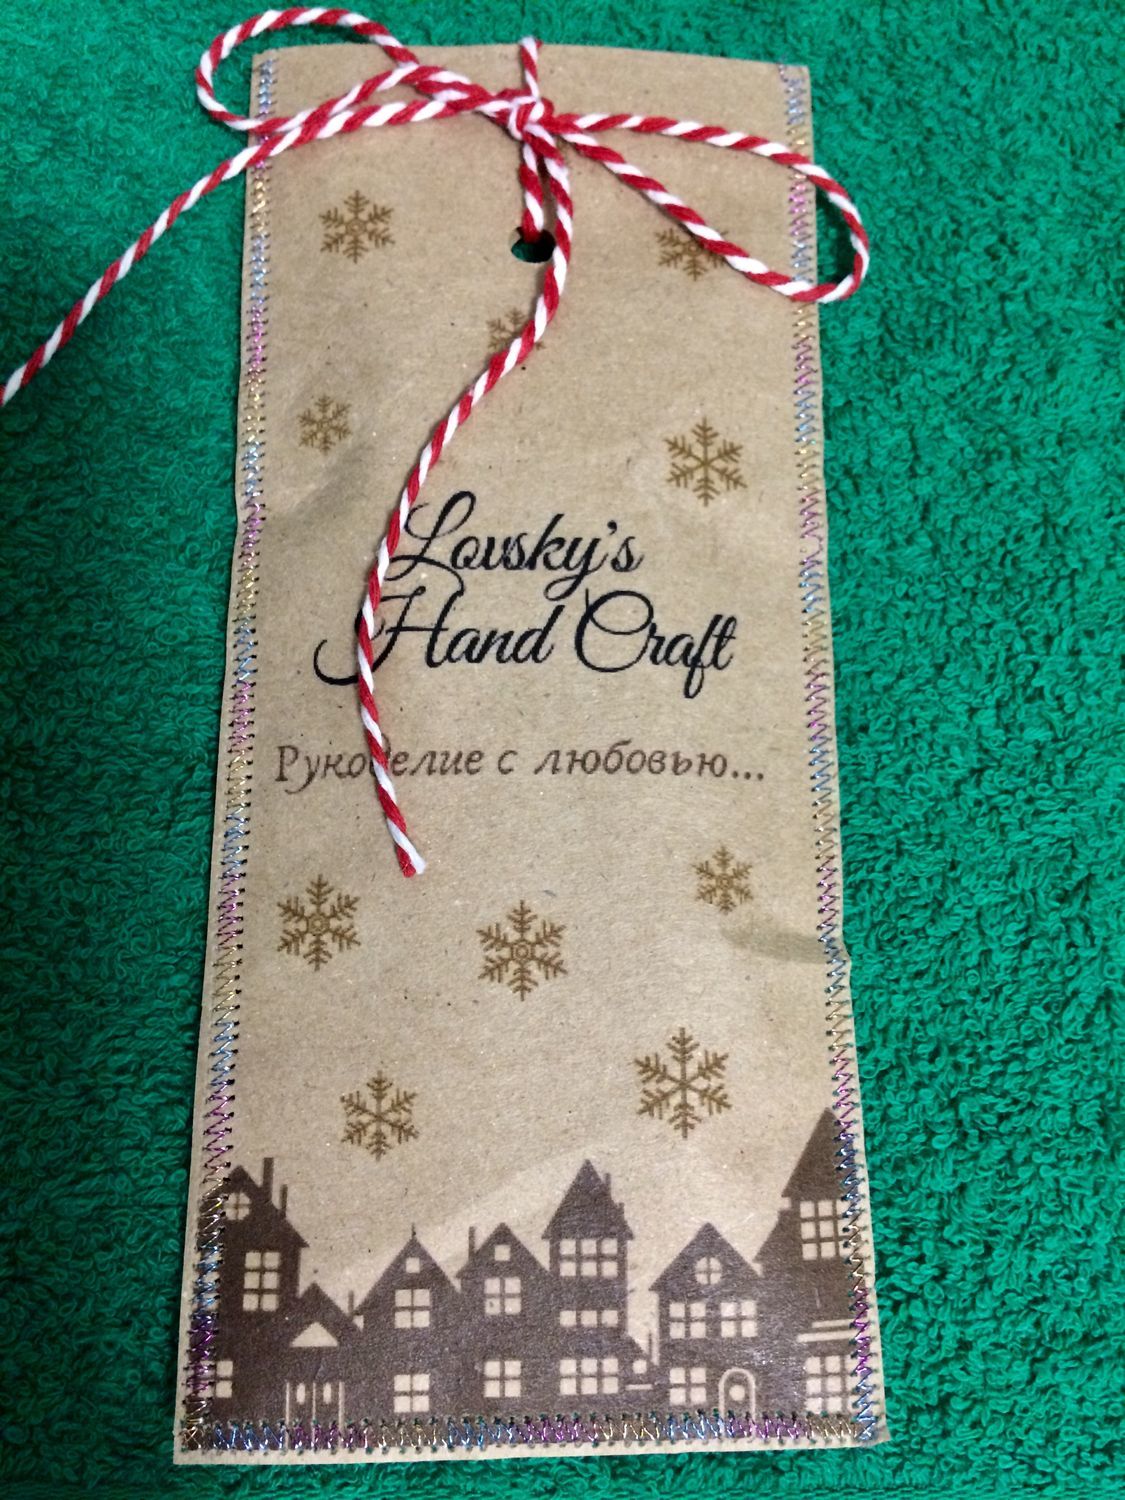 Lovsky's
Hand Craft
Рукоделие с любовью...